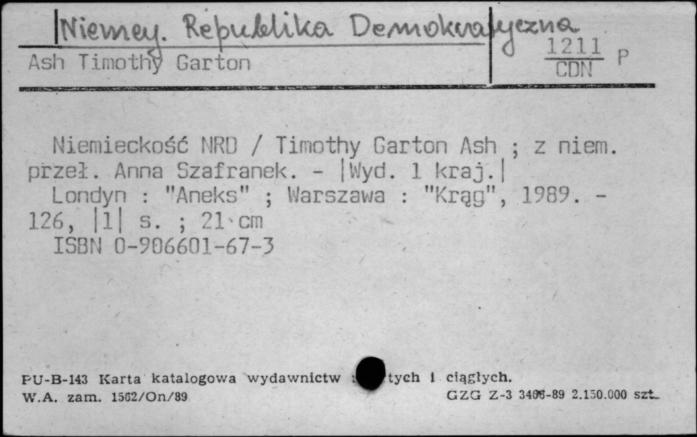 Niemcy. Republika Demokratyczna
Ash Timothy Garton
1211 P
CDN
Niemieckość NRD / Timothy Garton Ash ; z niem.
przeł. Anna Szafranek. - |Wyd. 1 kraj.|
Londyn : "Aneks" ; Warszawa : "Krąg", 1989. -
126, |1| s. ; 21 cm
ISBN 0-906601-67-3
PU-B-143 Karta katalogowa wydawnictw tych i ciągłych.
W.A. zam. 1562/On/89 GZG Z-3 3406-89 2.150.000 szt.